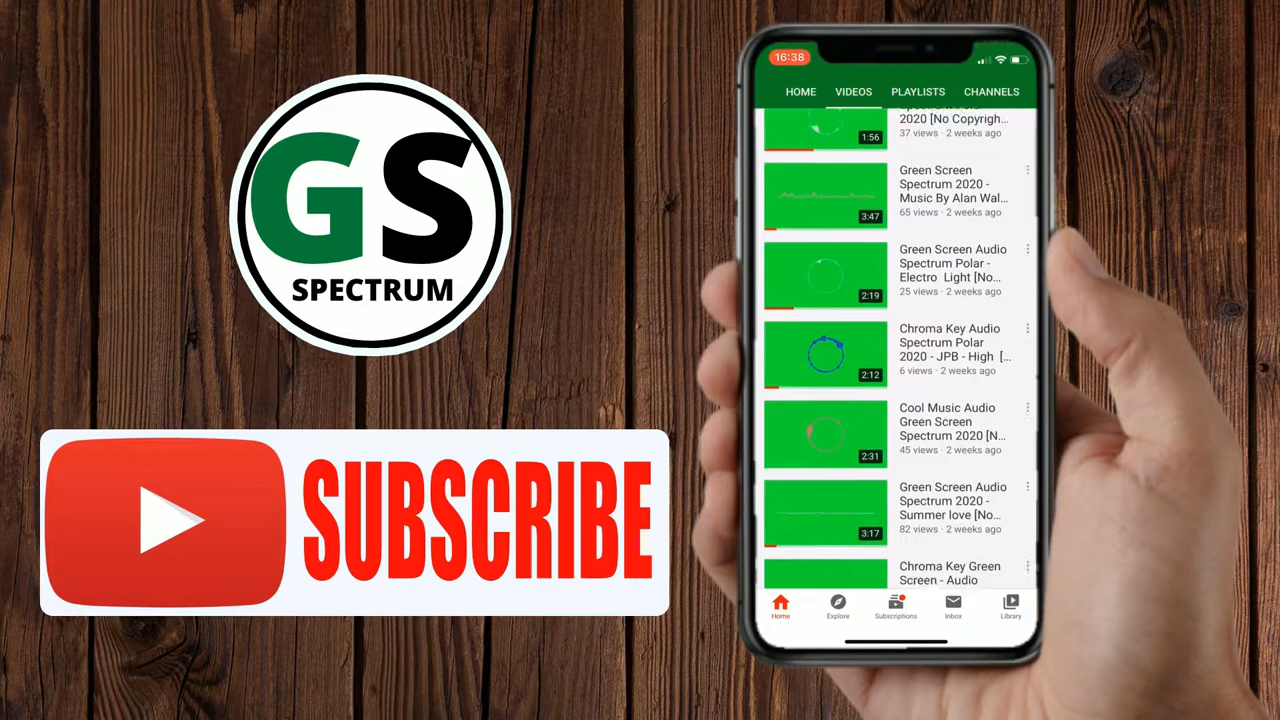 GS
SPECTRUM
SUBSCRIBE
16:38
HOME VIDEOS PLAYLISTS CHANNELS
2020 [No Copyrigh...
37 views · 2 weeks ago
1:56
Green Screen
Spectrum 2020 -
Music By Alan Wal...
65 views · 2 weeks ago
3:47
Green Screen Audio
Spectrum Polar -
Electro Light [No...
25 views · 2 weeks ago
2:19
Chroma Key Audio
Spectrum Polar
2020 - JPB - High [...
6 views · 2 weeks ago
2:12
Cool Music Audio
Green Screen
Spectrum 2020 [N...
45 views · 2 weeks ago
2:31
Green Screen Audio
Spectrum 2020 -
Summer love [No...
82 views · 2 weeks ago
3:17
Chroma Key Green
Screen - Audio
Home Explore Subscriptions Inbox Library